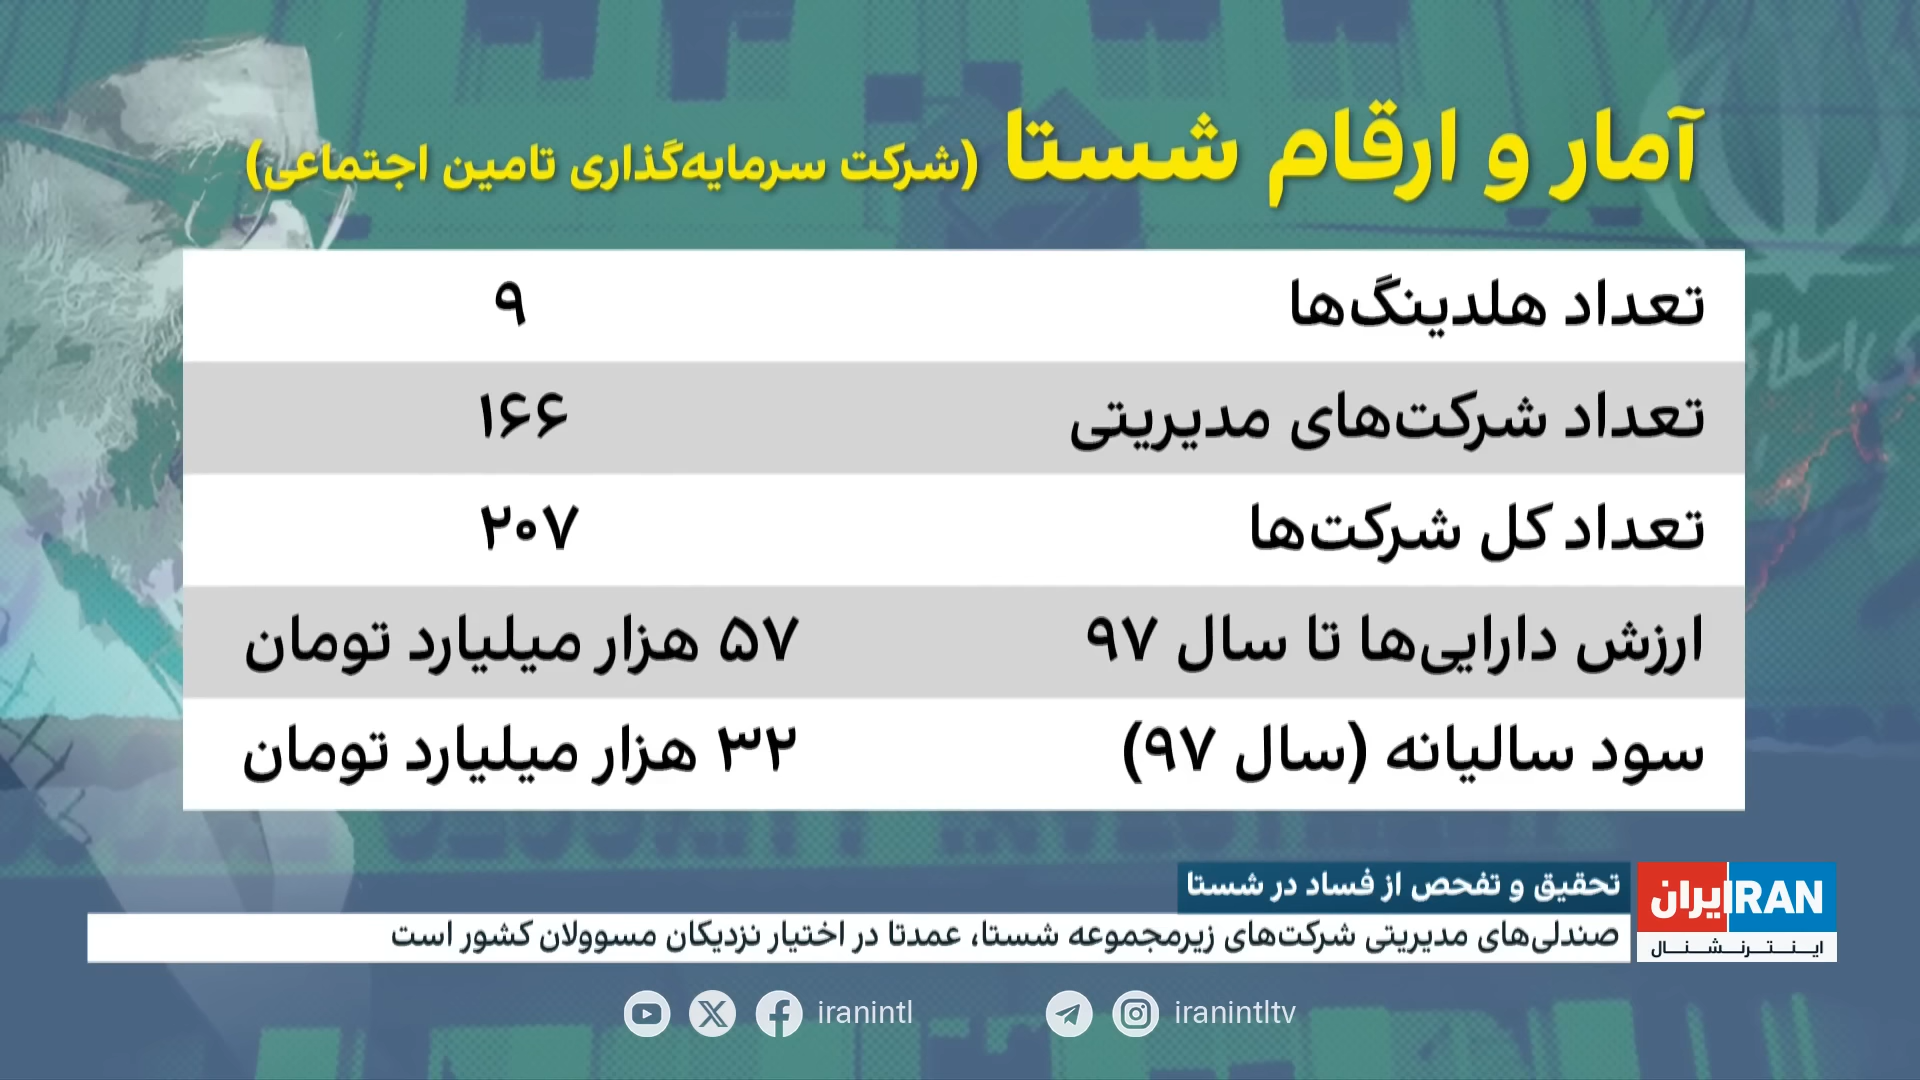 آمار و ارقام شستا (شرکت سرمایه‌گذاری تامین اجتماعی)
تعداد هلدینگ‌ها ۹
تعداد شرکت‌های مدیریتی ۱۶۶
تعداد کل شرکت‌ها ۲۰۷
ارزش دارایی‌ها تا سال ۹۷ ۵۷ هزار میلیارد تومان
سود سالیانه (سال ۹۷) ۳۲ هزار میلیارد تومان
تحقیق و تفحص از فساد در شستا
صندلی‌های مدیریتی شرکت‌های زیرمجموعه شستا، عمدتا در اختیار نزدیکان مسوولان کشور است
ایران IRAN
اینترنشنال
iranintl iranintltv